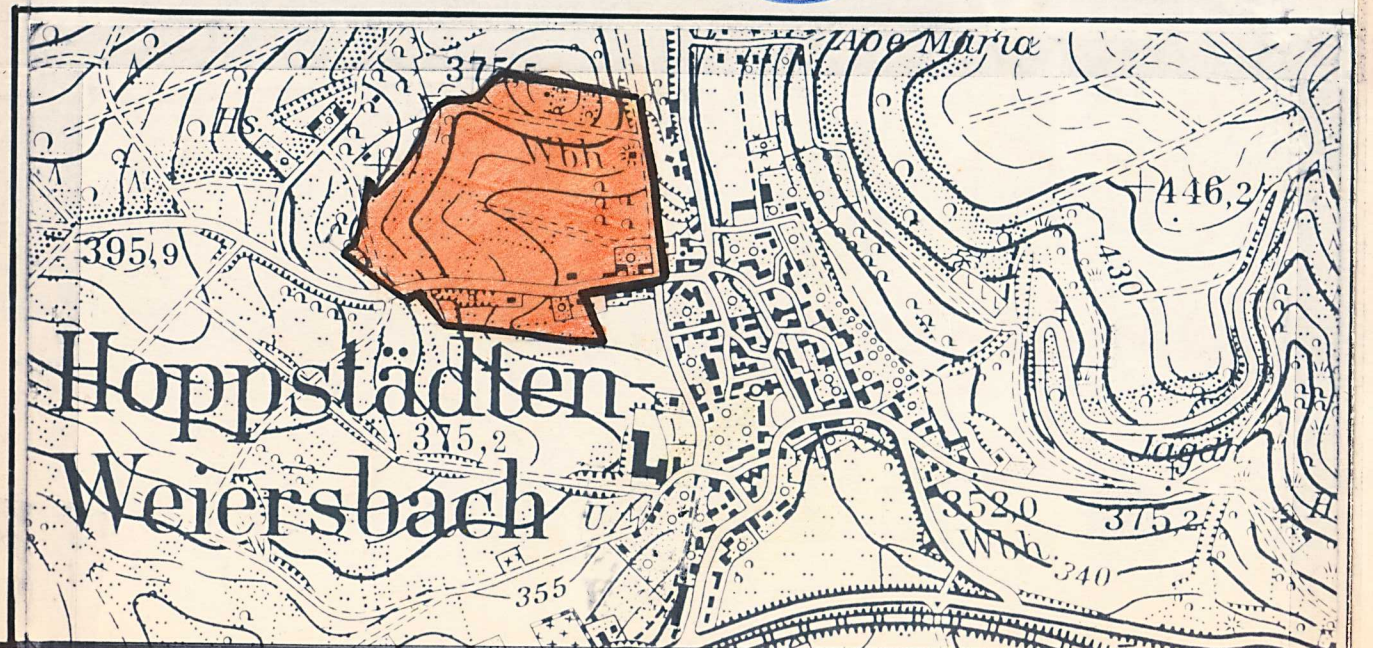 Ape Maria
375,5
Hs
Wbh
446,2
395,9
430
Hoppstädten-
375,2
Jagdh
Weiersbach
U.
352,0
375,2
H
Wbh
340
355